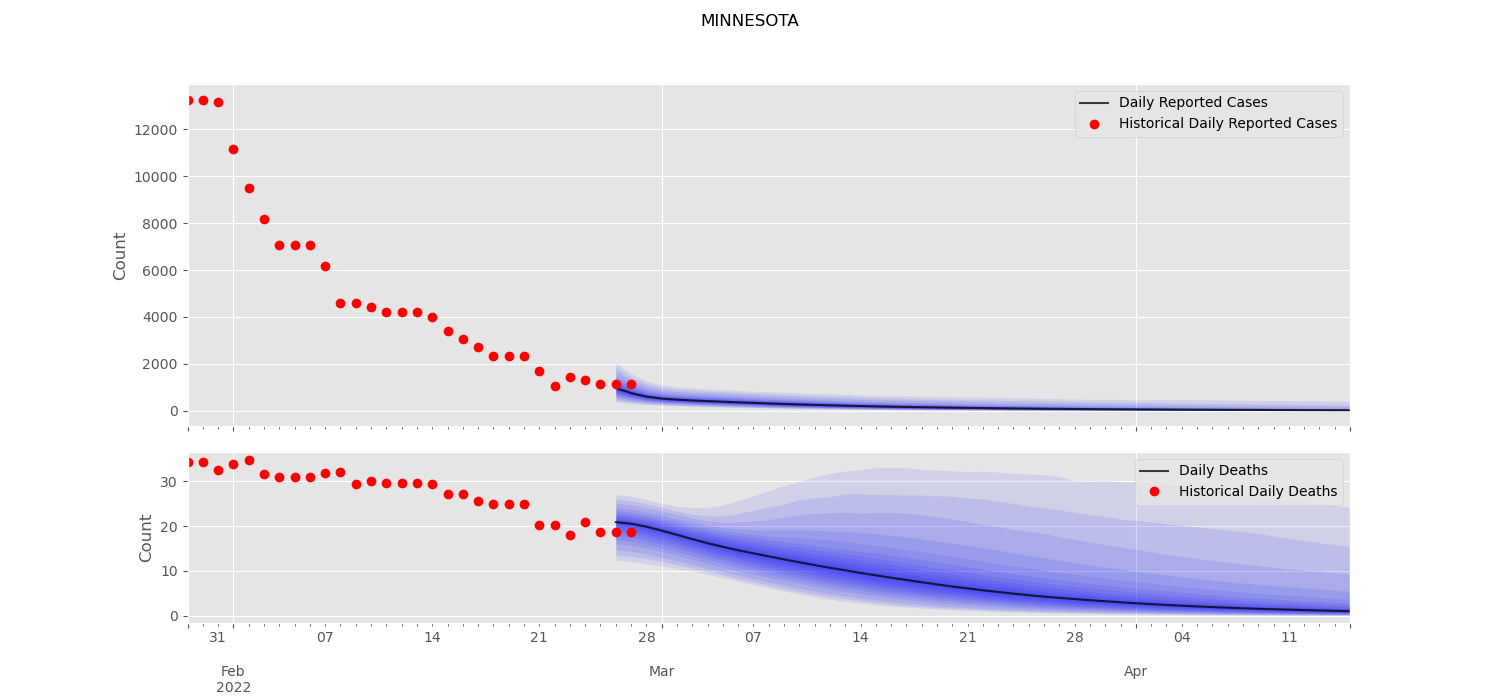 MINNESOTA
Daily Reported Cases
Historical Daily Reported Cases
12000
10000
8000
6000
4000
2000
0
Count
Daily Deaths
Historical Daily Deaths
30
20
10
0
Count
31 07 14 21 28 07 14 21 28 04 11
Feb Mar Apr
2022